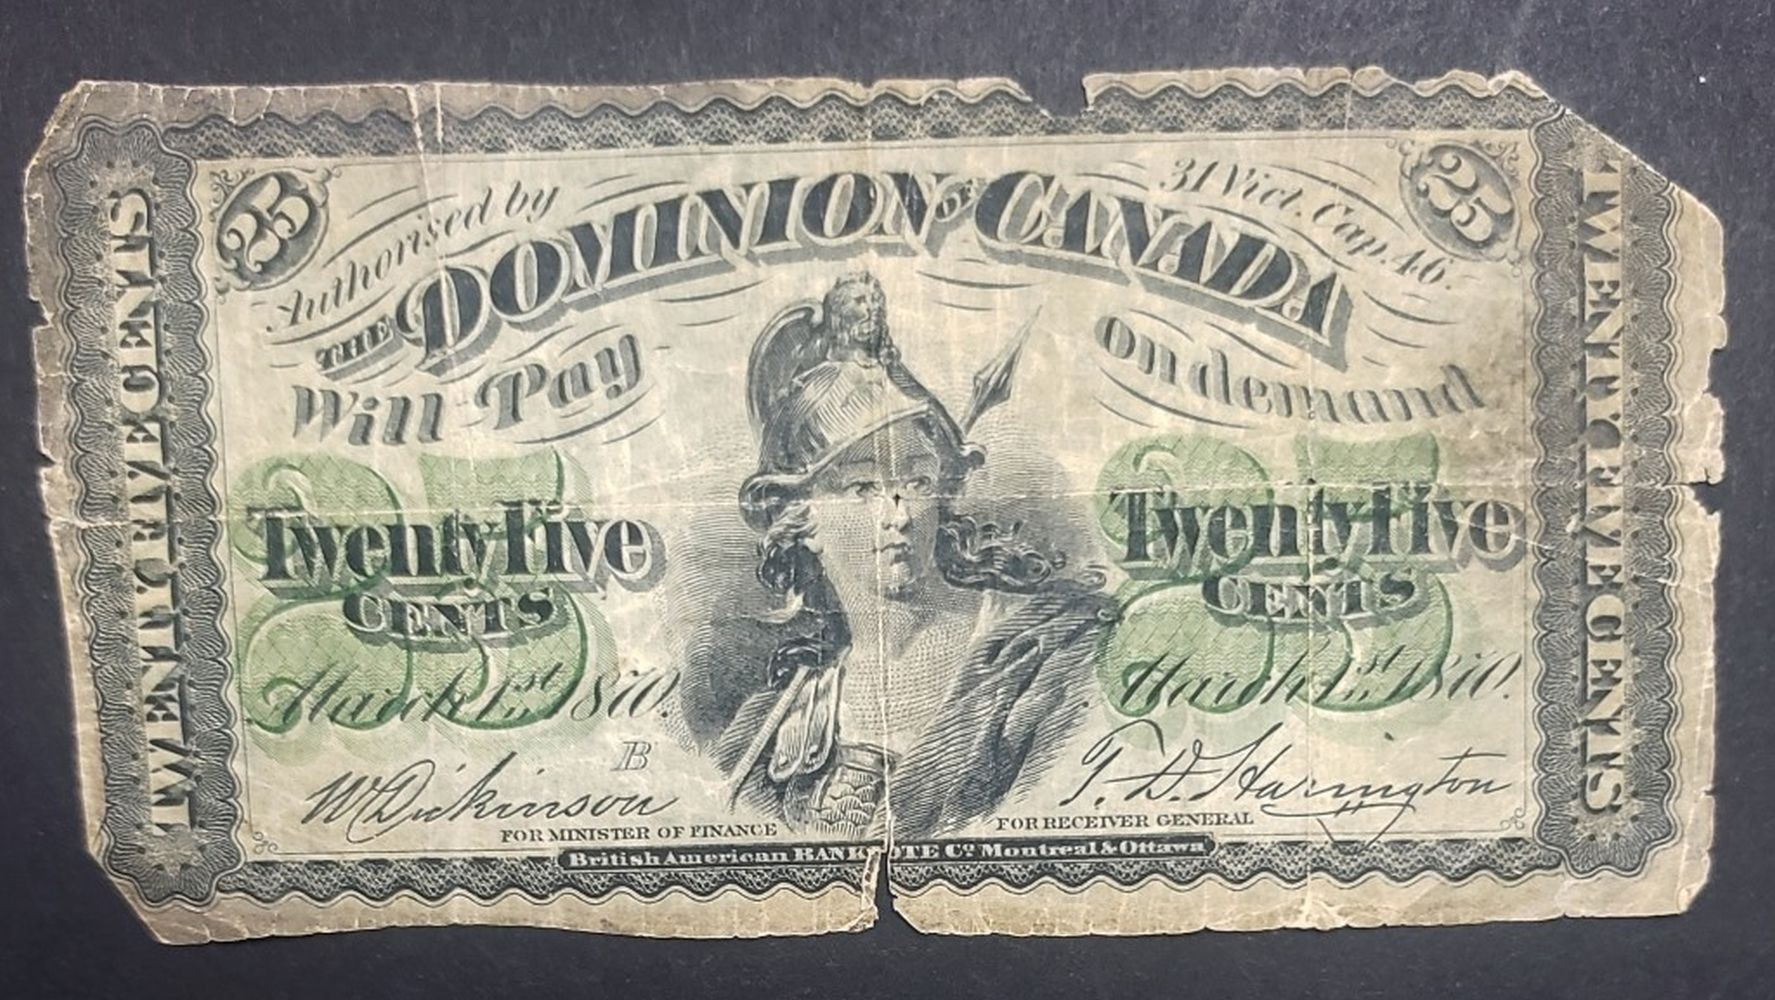 25
25
Authorised by
31 Vict. Cap. 46.
THE DOMINION OF CANADA
Will Pay
on demand
TWENTY FIVE CENTS
TWENTY FIVE CENTS
25
25
Twenty Five
CENTS
Twenty Five
CENTS
March 1st 1870.
March 1st 1870.
B
W Dickinson
T. D. Harington
FOR MINISTER OF FINANCE
FOR RECEIVER GENERAL
British American BANK NOTE Co. Montreal & Ottawa